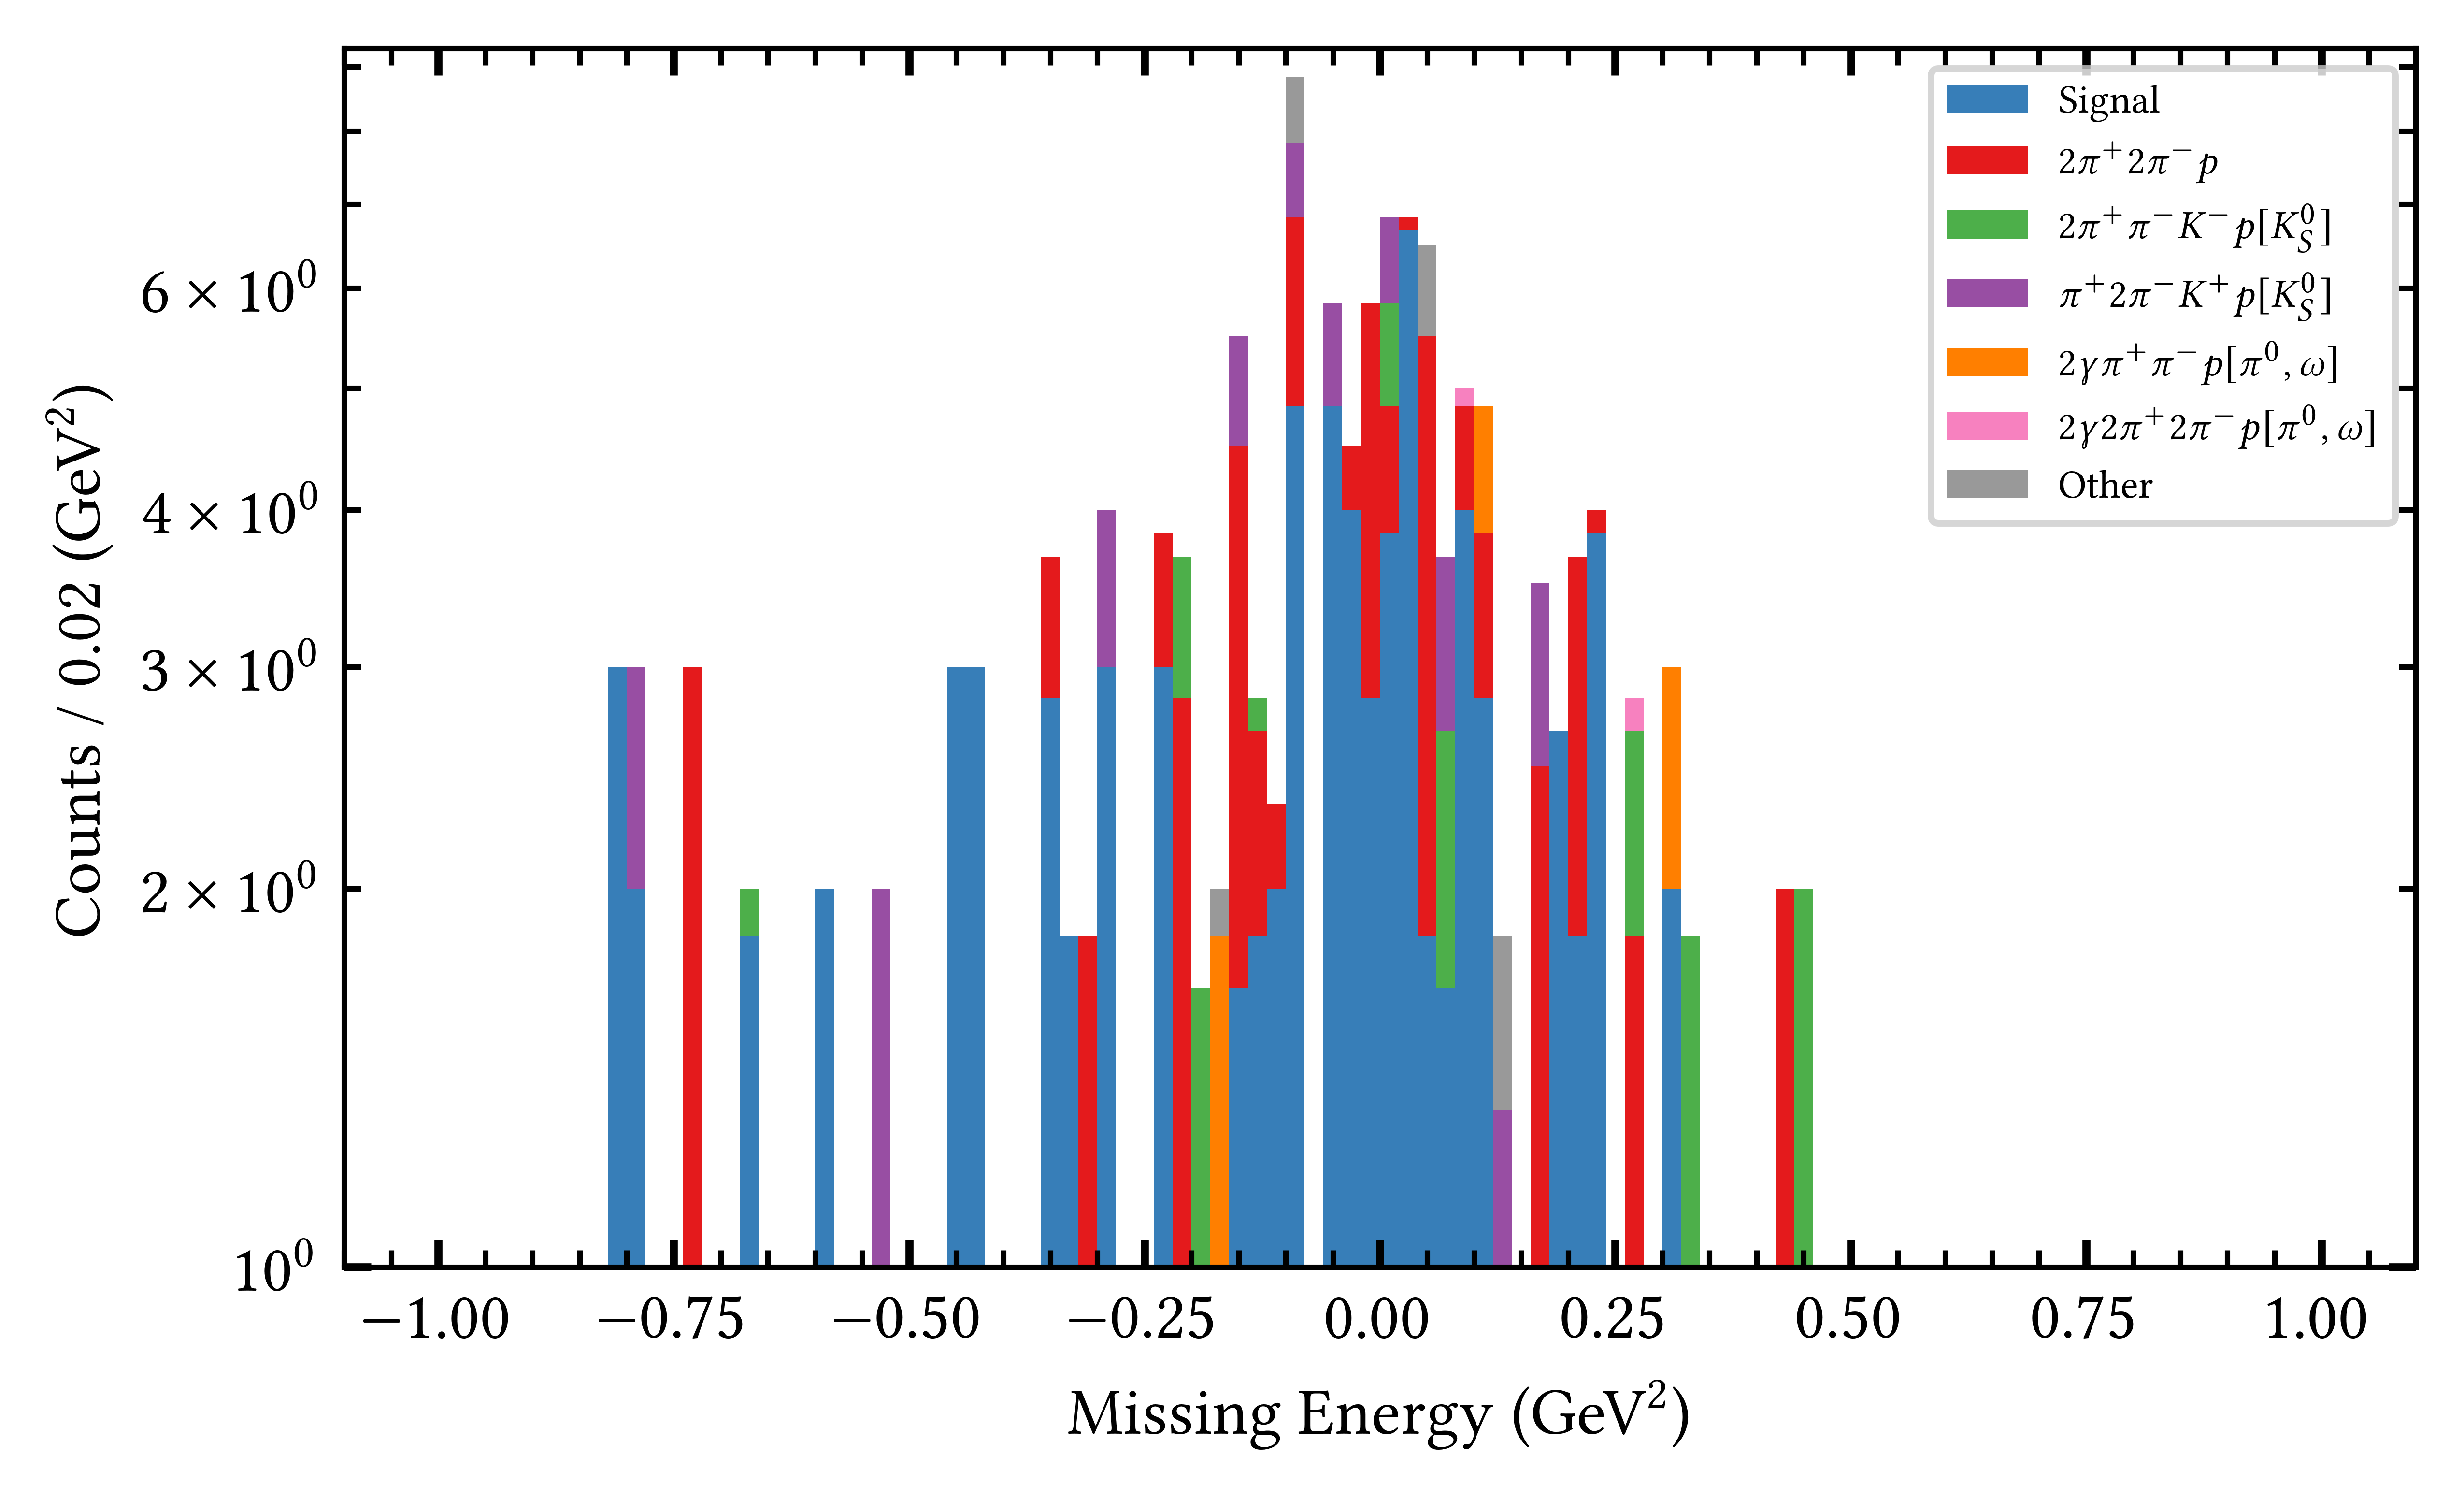 Counts / 0.02 (GeV²)
6 × 10⁰
4 × 10⁰
3 × 10⁰
2 × 10⁰
10⁰
Signal
2π⁺2π⁻p
2π⁺π⁻K⁻p[K⁰_S]
π⁺2π⁻K⁺p[K⁰_S]
2γπ⁺π⁻p[π⁰, ω]
2γ2π⁺2π⁻p[π⁰, ω]
Other
−1.00 −0.75 −0.50 −0.25 0.00 0.25 0.50 0.75 1.00
Missing Energy (GeV²)